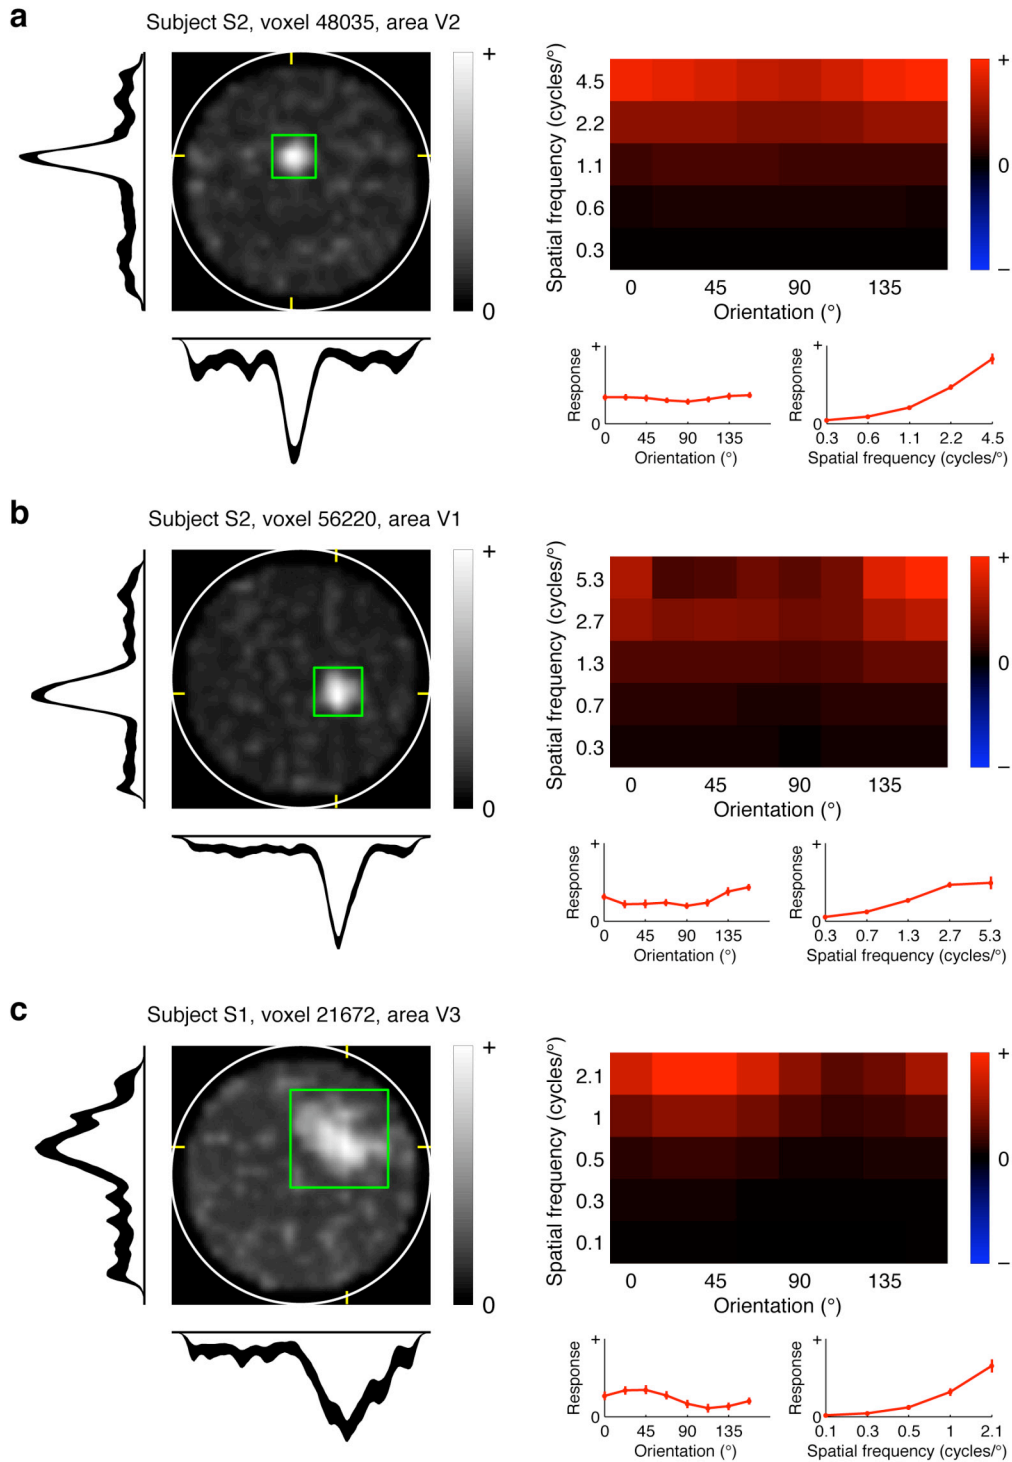 a
Subject S2, voxel 48035, area V2
+
0
Spatial frequency (cycles/°)
4.5
2.2
1.1
0.6
0.3
0 45 90 135
Orientation (°)
+
0
−
Response
+
0
0 45 90 135
Orientation (°)
Response
+
0
0.3 0.6 1.1 2.2 4.5
Spatial frequency (cycles/°)
b
Subject S2, voxel 56220, area V1
+
0
Spatial frequency (cycles/°)
5.3
2.7
1.3
0.7
0.3
0 45 90 135
Orientation (°)
+
0
−
Response
+
0
0 45 90 135
Orientation (°)
Response
+
0
0.3 0.7 1.3 2.7 5.3
Spatial frequency (cycles/°)
c
Subject S1, voxel 21672, area V3
+
0
Spatial frequency (cycles/°)
2.1
1
0.5
0.3
0.1
0 45 90 135
Orientation (°)
+
0
−
Response
+
0
0 45 90 135
Orientation (°)
Response
+
0
0.1 0.3 0.5 1 2.1
Spatial frequency (cycles/°)